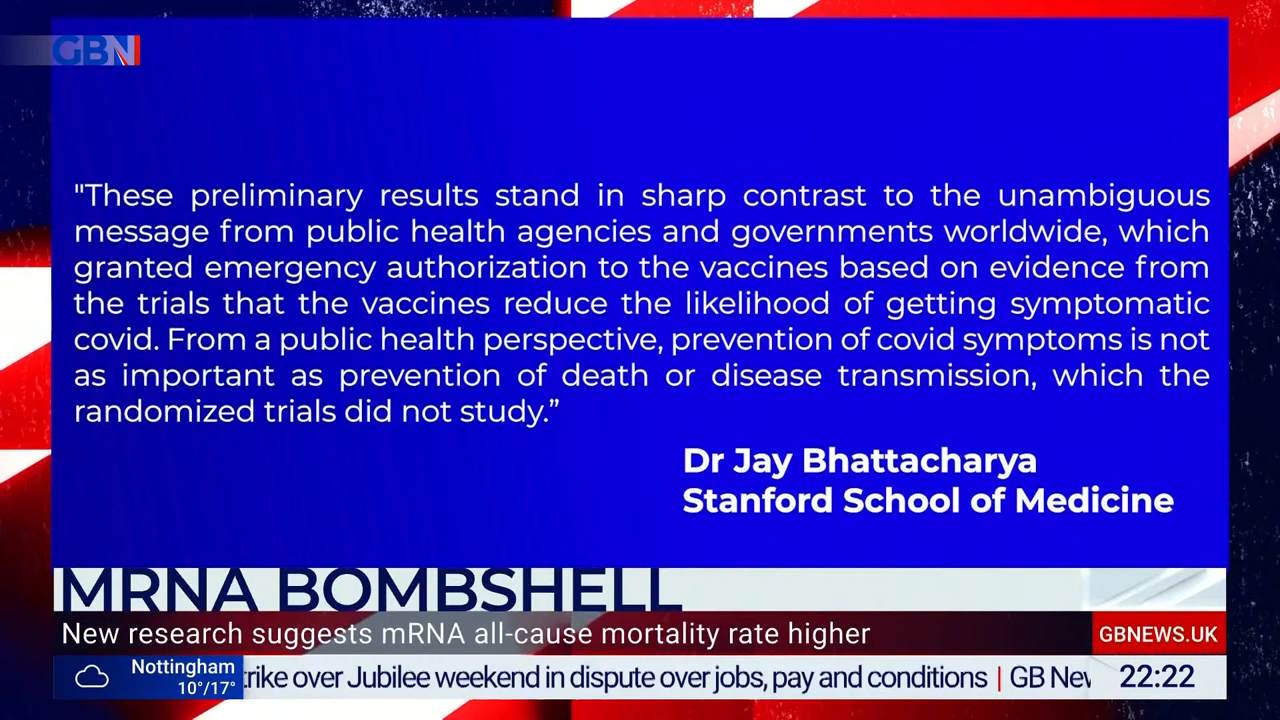 GBN
"These preliminary results stand in sharp contrast to the unambiguous
message from public health agencies and governments worldwide, which
granted emergency authorization to the vaccines based on evidence from
the trials that the vaccines reduce the likelihood of getting symptomatic
covid. From a public health perspective, prevention of covid symptoms is not
as important as prevention of death or disease transmission, which the
randomized trials did not study.”
Dr Jay Bhattacharya
Stanford School of Medicine
MRNA BOMBSHELL
New research suggests mRNA all-cause mortality rate higher
GBNEWS.UK
Nottingham
10°/17°
trike over Jubilee weekend in dispute over jobs, pay and conditions | GB New
22:22